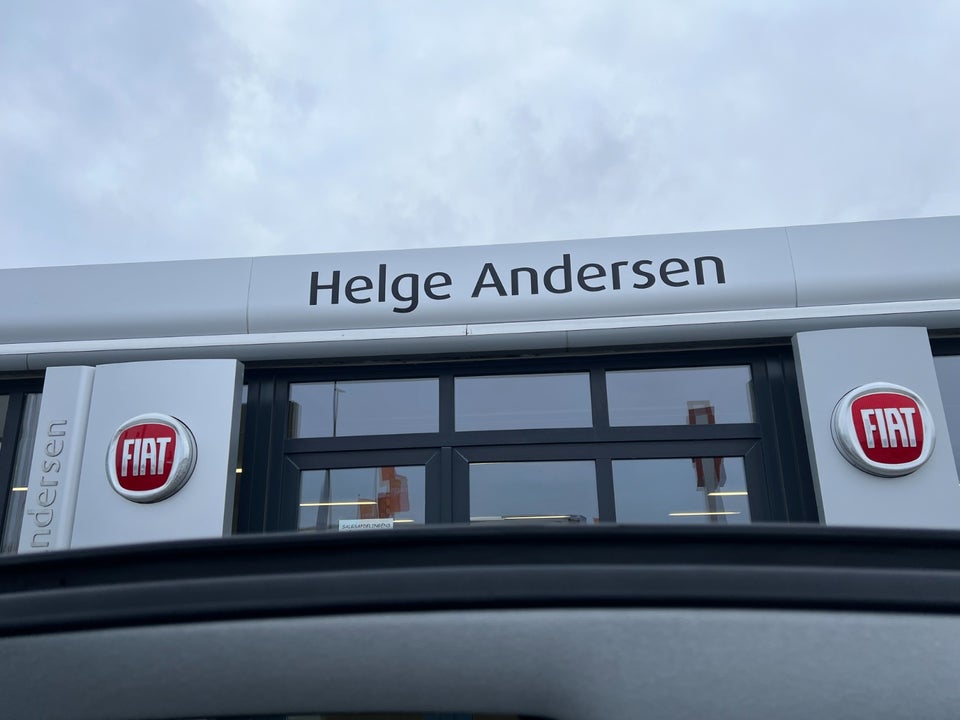 Helge Andersen
FIAT
FIAT
ndersen